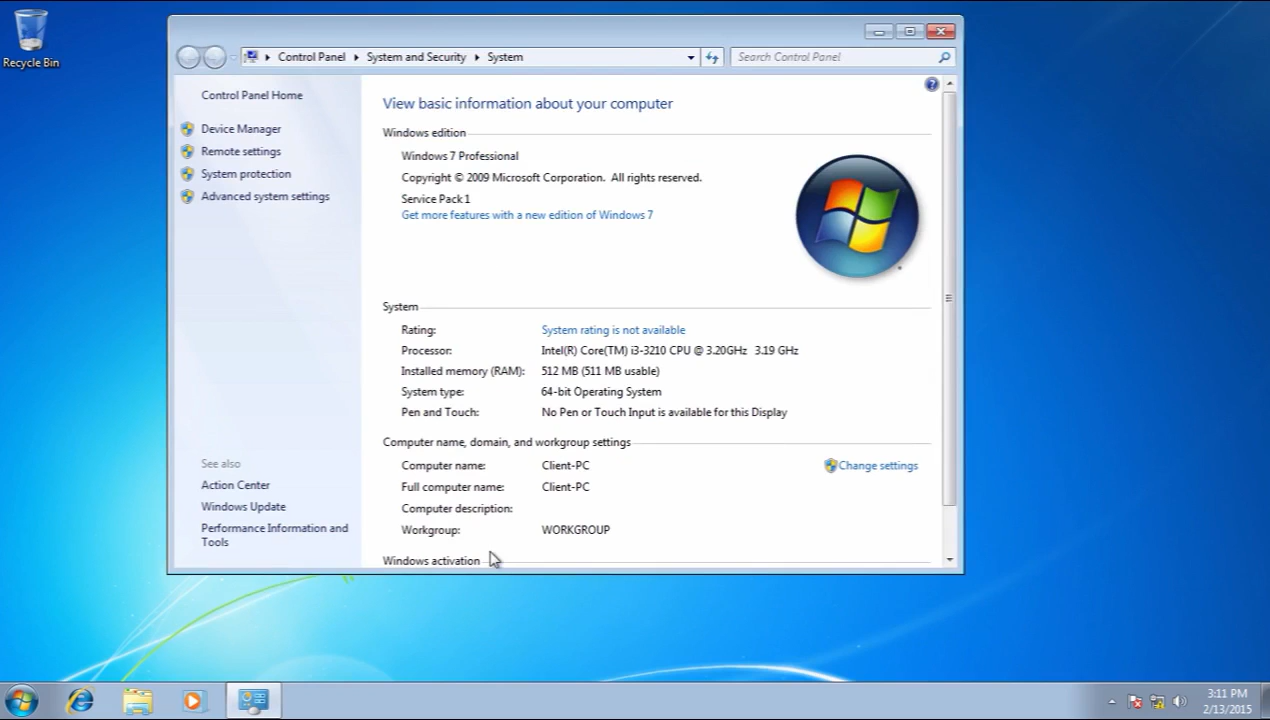 Recycle Bin
Control Panel
System and Security
System
Search Control Panel
Control Panel Home
Device Manager
Remote settings
System protection
Advanced system settings
See also
Action Center
Windows Update
Performance Information and
Tools
View basic information about your computer
Windows edition
Windows 7 Professional
Copyright © 2009 Microsoft Corporation. All rights reserved.
Service Pack 1
Get more features with a new edition of Windows 7
System
Rating: System rating is not available
Processor: Intel(R) Core(TM) i3-3210 CPU @ 3.20GHz 3.19 GHz
Installed memory (RAM): 512 MB (511 MB usable)
System type: 64-bit Operating System
Pen and Touch: No Pen or Touch Input is available for this Display
Computer name, domain, and workgroup settings
Computer name: Client-PC
Change settings
Full computer name: Client-PC
Computer description:
Workgroup: WORKGROUP
Windows activation
3:11 PM
2/13/2015